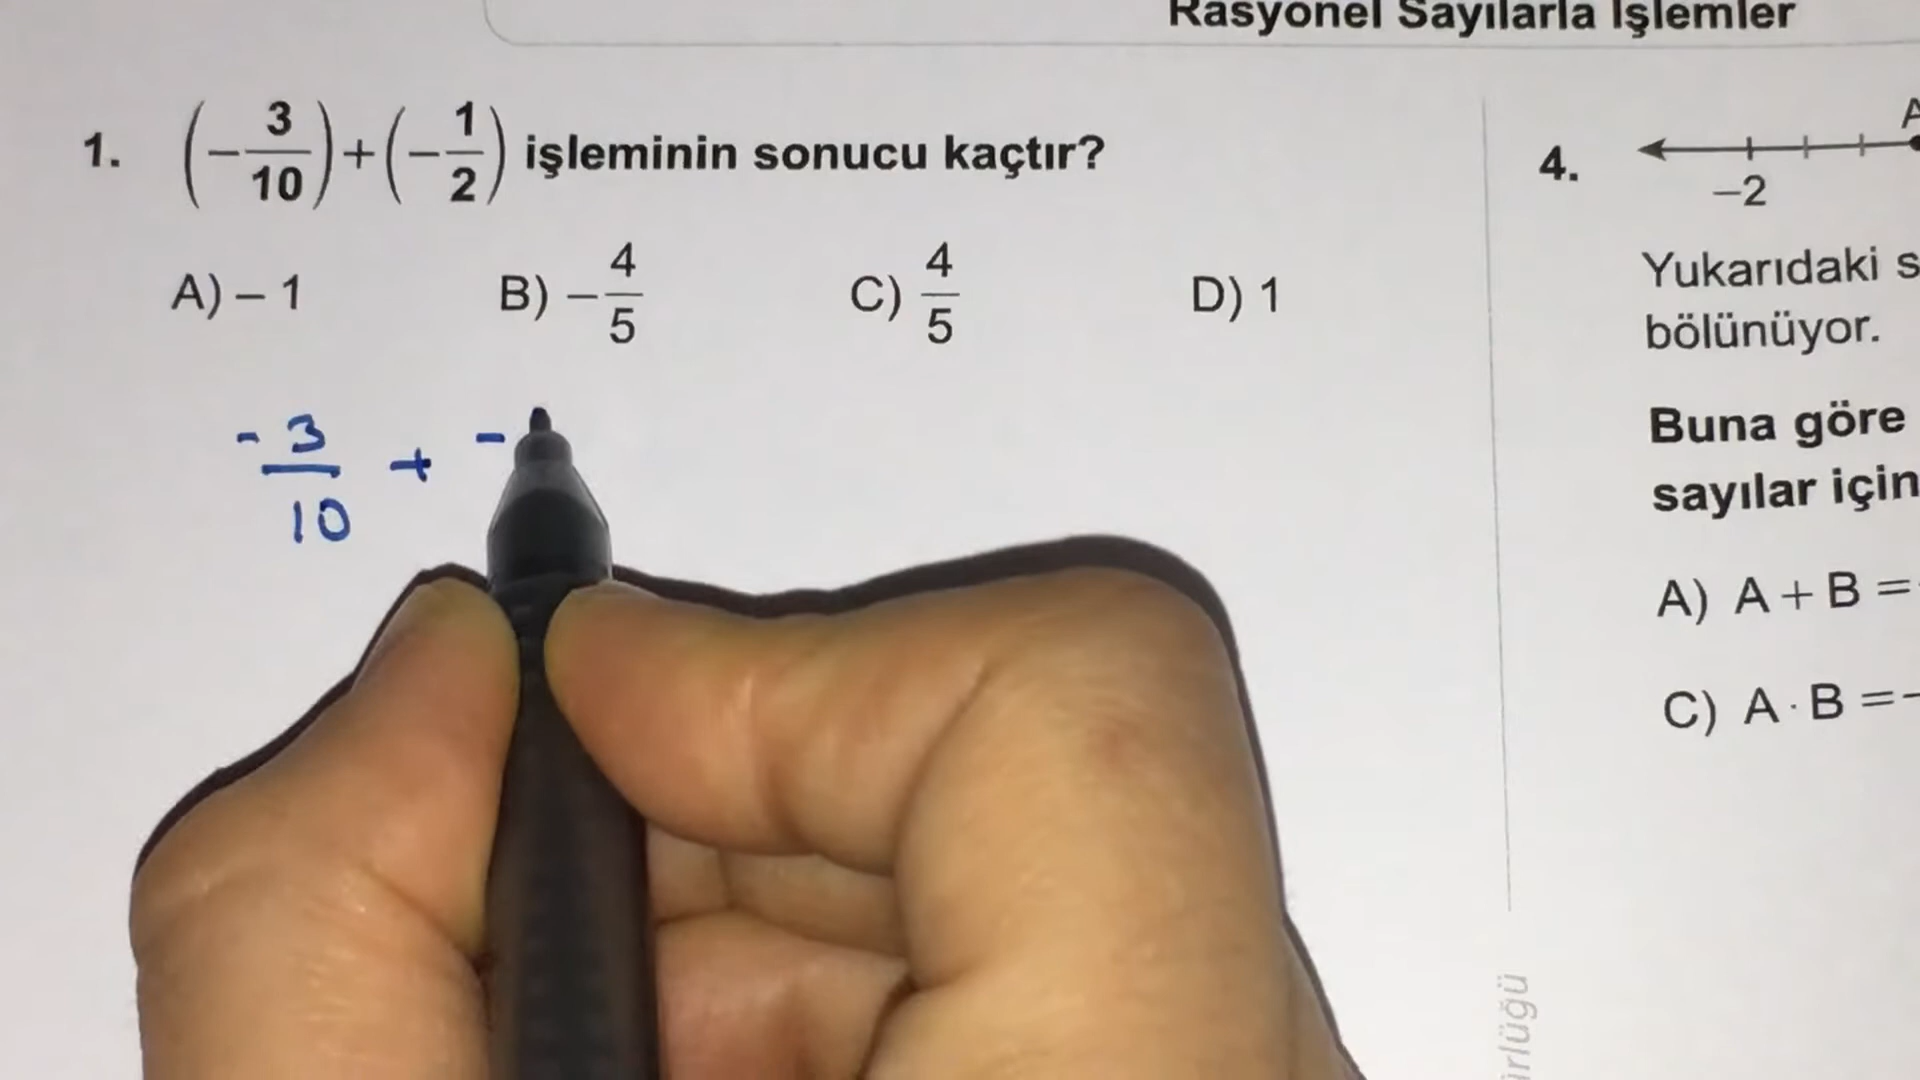 Rasyonel Sayılarla İşlemler
1. (-3/10)+(-1/2) işleminin sonucu kaçtır?
A) – 1 B) -4/5 C) 4/5 D) 1
-3/10 + -
4. A
–2
Yukarıdaki s
bölünüyor.
Buna göre
sayılar için
A) A + B =
C) A · B = -
ürlüğü